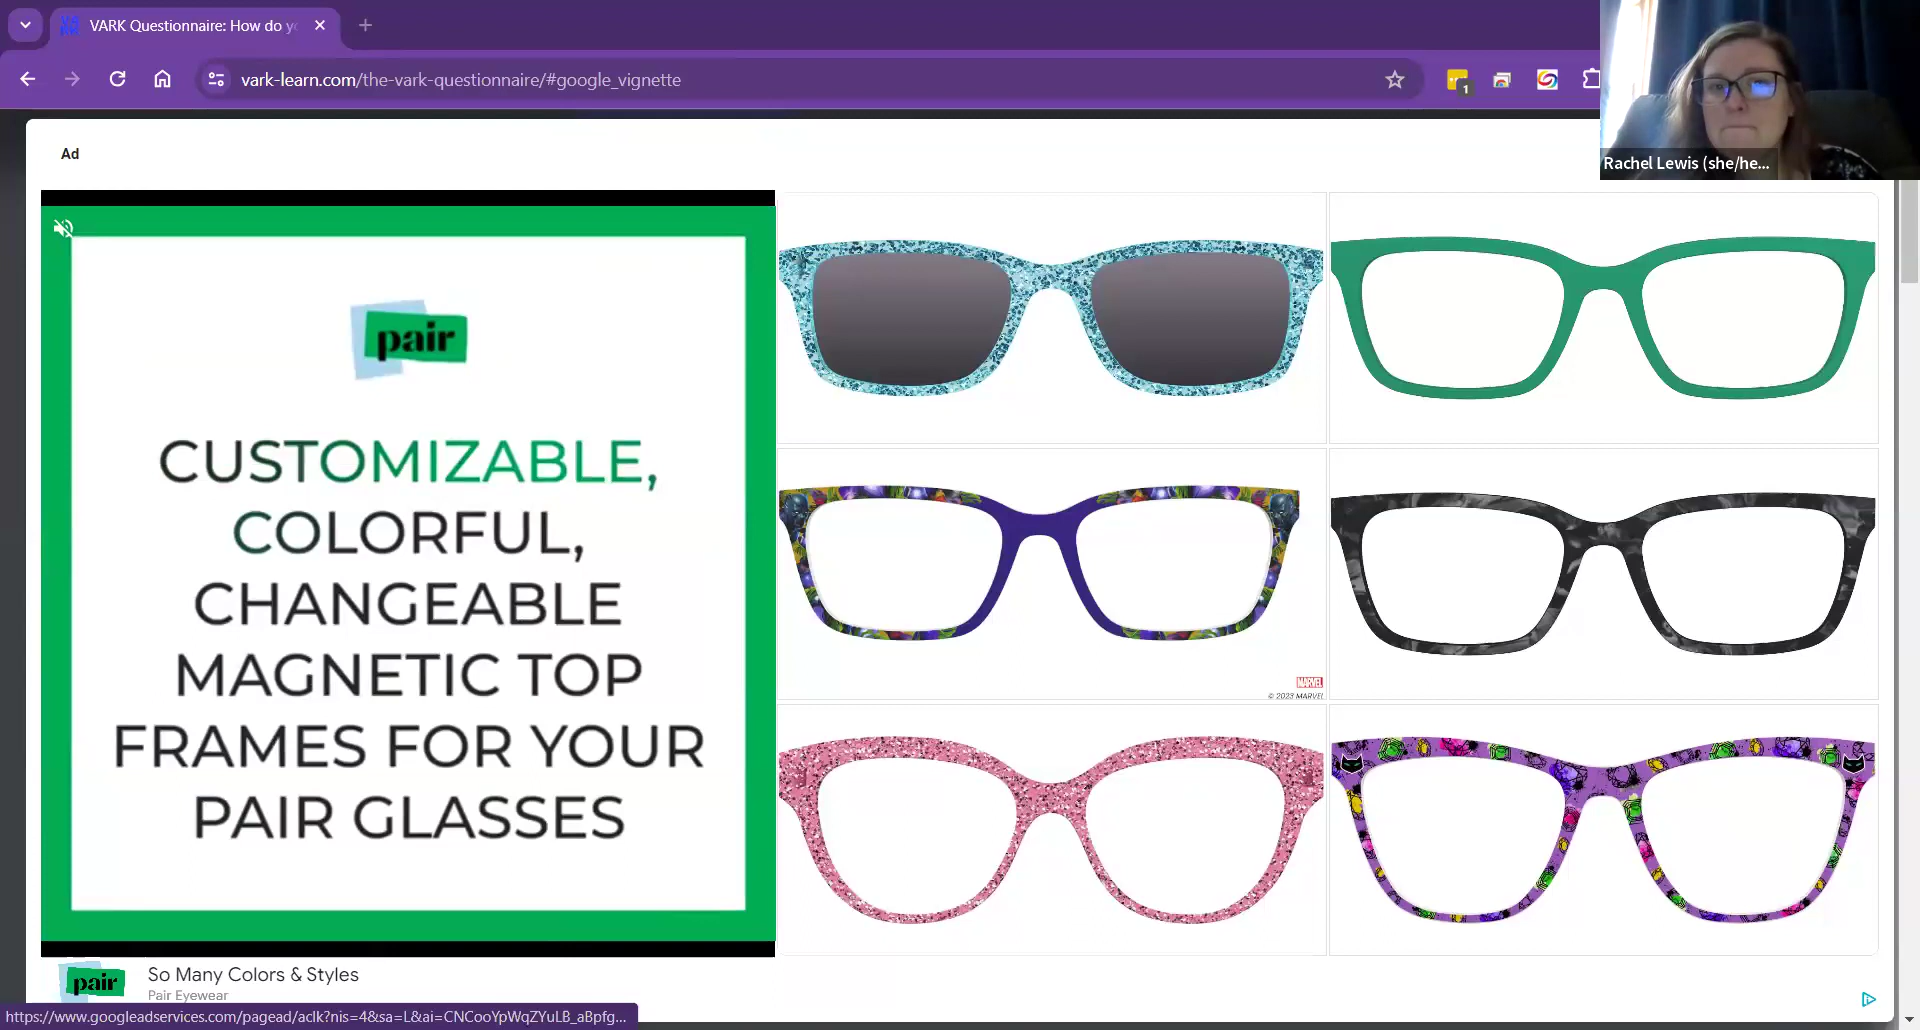 VARK Questionnaire: How do y
vark-learn.com/the-vark-questionnaire/#google_vignette
1
Rachel Lewis (she/he...
Ad
pair
CUSTOMIZABLE,
COLORFUL,
CHANGEABLE
MAGNETIC TOP
FRAMES FOR YOUR
PAIR GLASSES
MARVEL
© 2023 MARVEL
pair
So Many Colors & Styles
Pair Eyewear
https://www.googleadservices.com/pagead/aclk?nis=4&sa=L&ai=CNCooYpWqZYuLB_aBpfg...